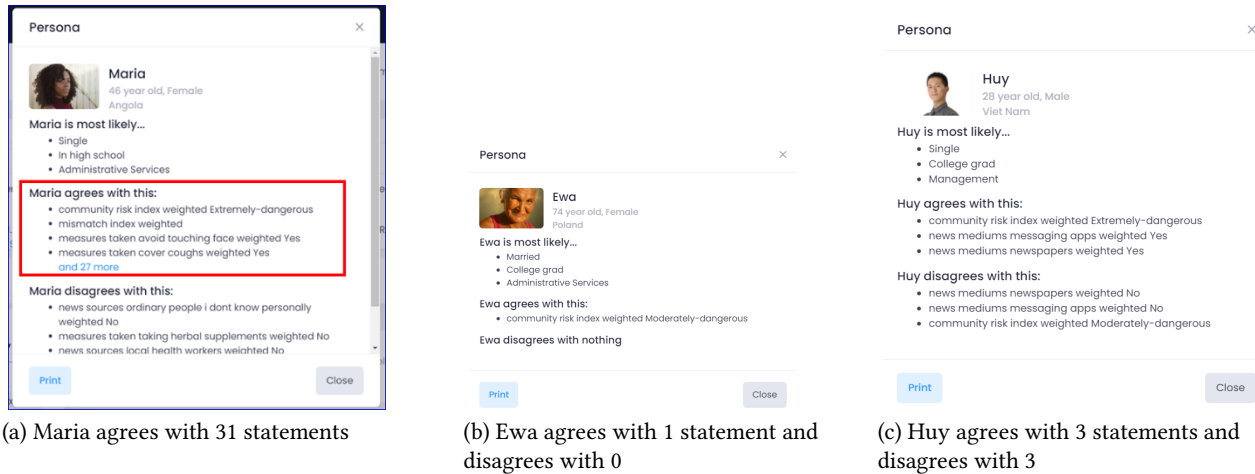 Persona ×
Maria
46 year old, Female
Angola
Maria is most likely...
• Single
• In high school
• Administrative Services
Maria agrees with this:
• community risk index weighted Extremely-dangerous
• mismatch index weighted
• measures taken avoid touching face weighted Yes
• measures taken cover coughs weighted Yes
and 27 more
Maria disagrees with this:
• news sources ordinary people i dont know personally
weighted No
• measures taken taking herbal supplements weighted No
• news sources local health workers weighted No
Print Close
(a) Maria agrees with 31 statements
Persona ×
Ewa
74 year old, Female
Poland
Ewa is most likely...
• Married
• College grad
• Administrative Services
Ewa agrees with this:
• community risk index weighted Moderately-dangerous
Ewa disagrees with nothing
Print Close
(b) Ewa agrees with 1 statement and
disagrees with 0
Persona ×
Huy
28 year old, Male
Viet Nam
Huy is most likely...
• Single
• College grad
• Management
Huy agrees with this:
• community risk index weighted Extremely-dangerous
• news mediums messaging apps weighted Yes
• news mediums newspapers weighted Yes
Huy disagrees with this:
• news mediums newspapers weighted No
• news mediums messaging apps weighted No
• community risk index weighted Moderately-dangerous
Print Close
(c) Huy agrees with 3 statements and
disagrees with 3